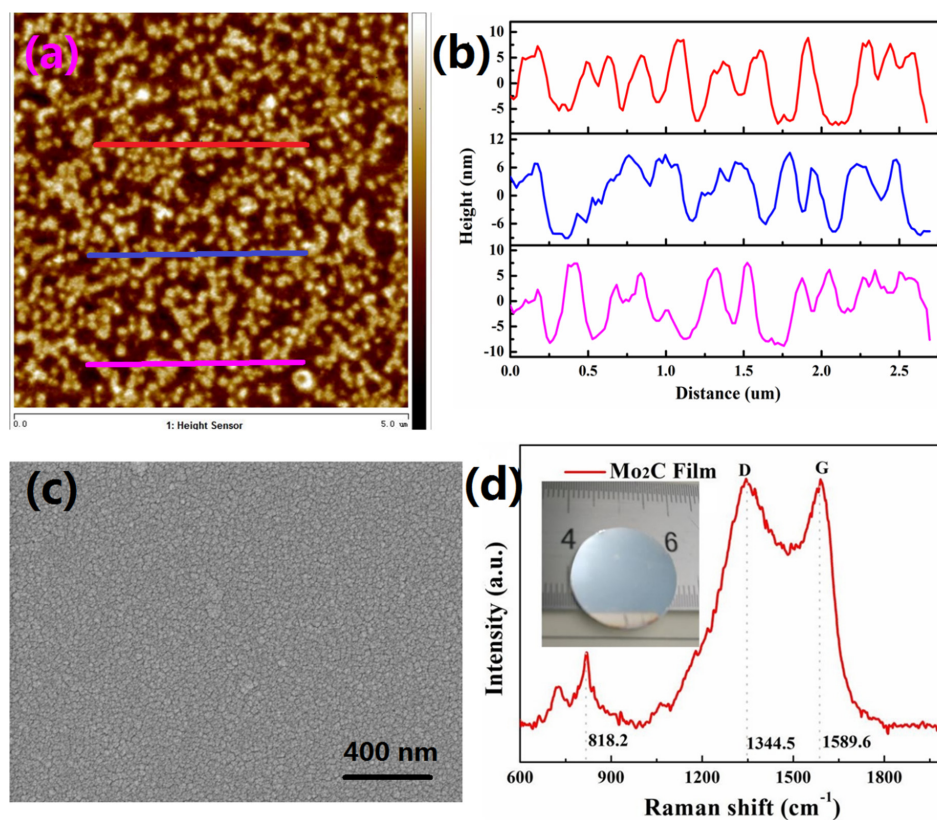 (a)
0.0
1: Height Sensor
5.0 um
(b)
Height (nm)
7.5
5
0
-5
12
6
0
-6
10
5
0
-5
-10
0.0 0.5 1.0 1.5 2.0 2.5
Distance (um)
(c)
400 nm
(d)
Mo2C Film
D
G
4
6
Intensity (a.u.)
818.2
1344.5
1589.6
600 900 1200 1500 1800
Raman shift (cm-1)